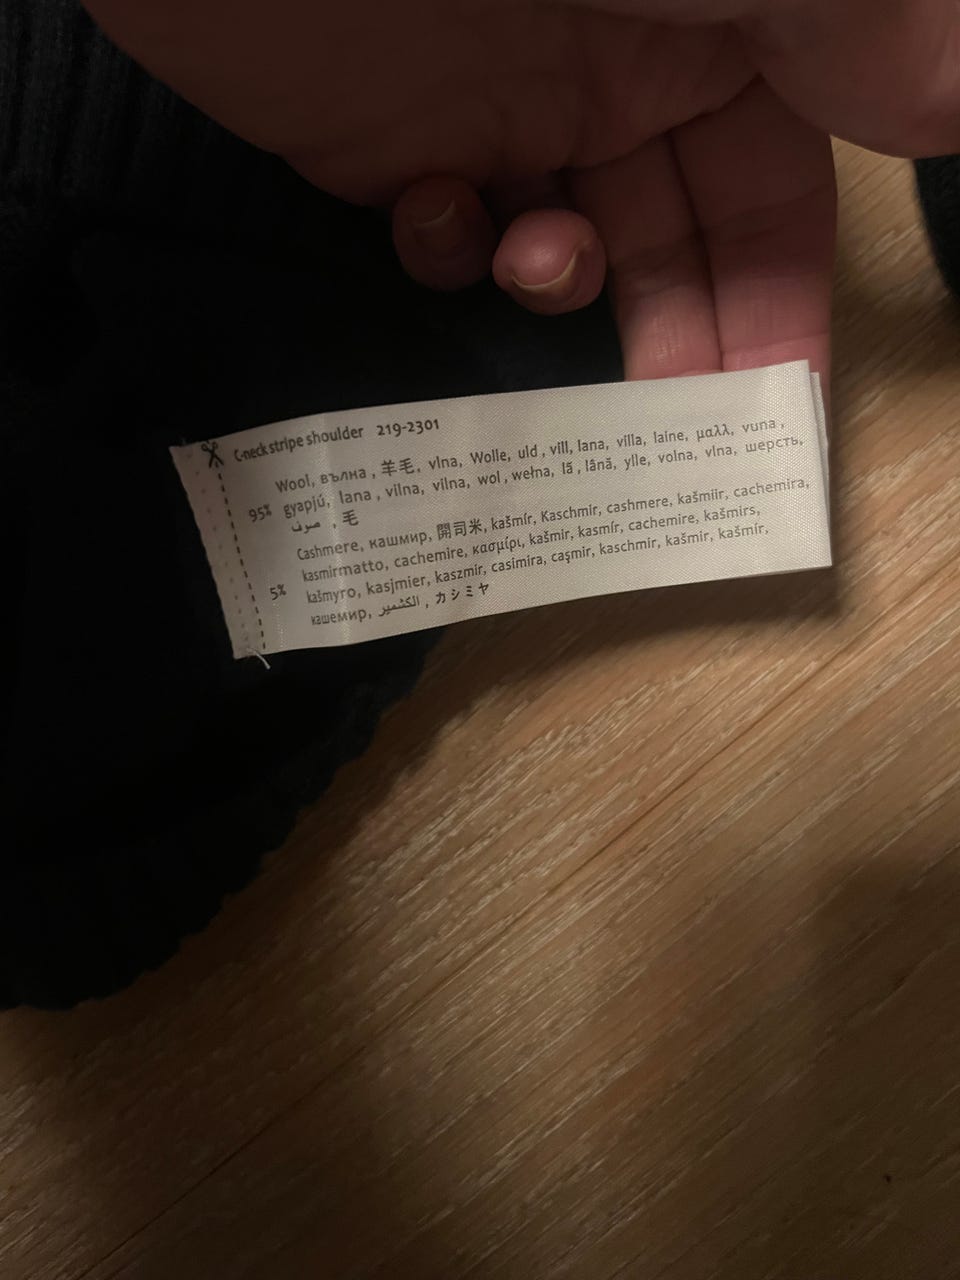 C-neck stripe shoulder 219-2301
Wool, вълна, 羊毛, vlna, Wolle, uld, vill, lana, villa, laine, μαλλ, vuna,
95% gyapjú, lana, vilna, vilna, wol, wełna, lã, lână, ylle, volna, vlna, шерсть,
صوف, 毛
Cashmere, кашмир, 開司米, kašmír, Kaschmir, cashmere, kašmiir, cachemira,
kasmirmatto, cachemire, κασμίρι, kašmir, kasmír, cachemire, kašmirs,
5% kašmyro, kasjmier, kaszmir, casimira, caşmir, kaschmir, kašmír, kašmír,
кашемир, الكشمير, カシミヤ